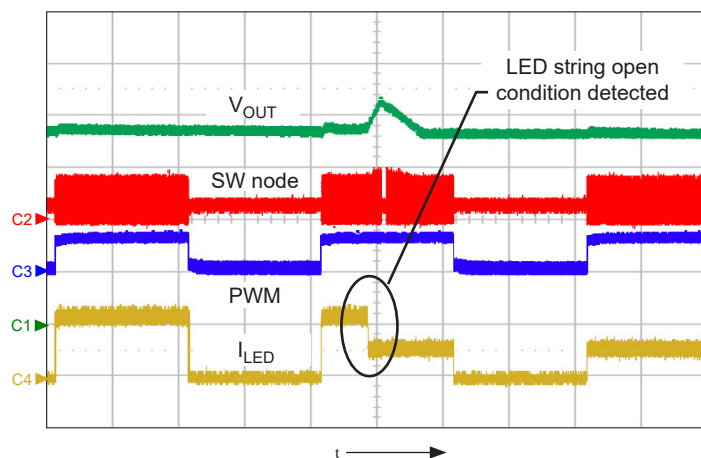 LED string open
condition detected
VOUT
SW node
C2
C3
PWM
C1
ILED
C4
t